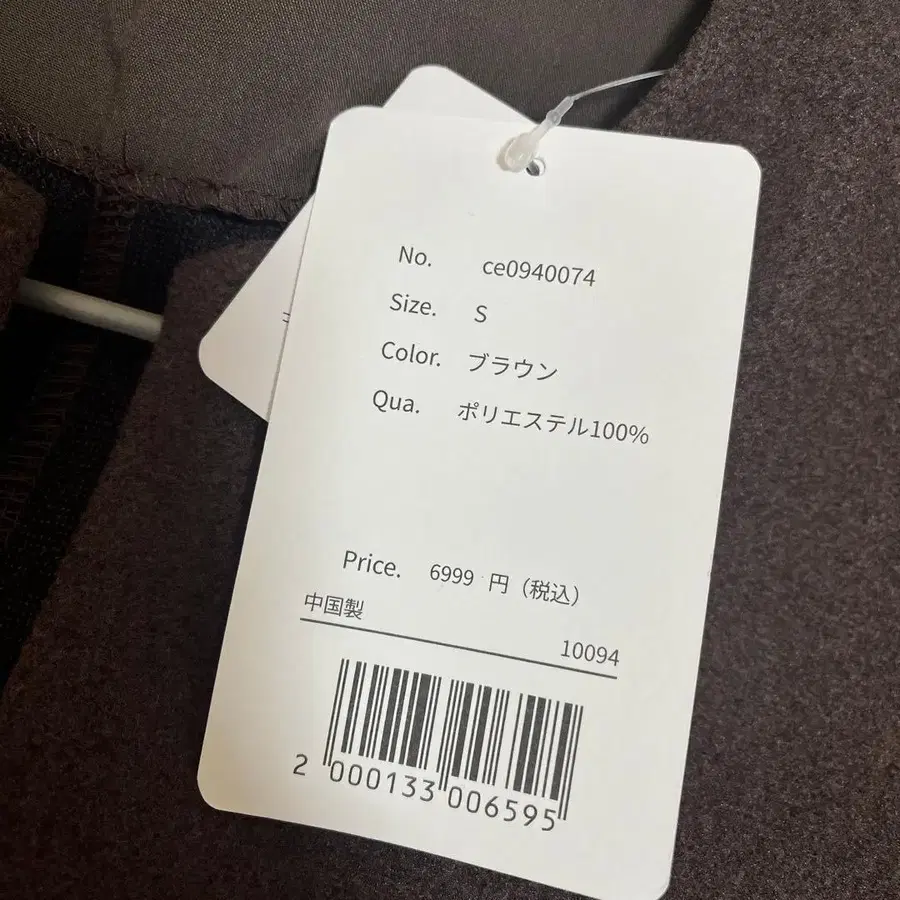 No. ce0940074
Size. S
Color. ブラウン
Qua. ポリエステル100%
Price. 6999 円（税込）
中国製
10094
2 000133 006595